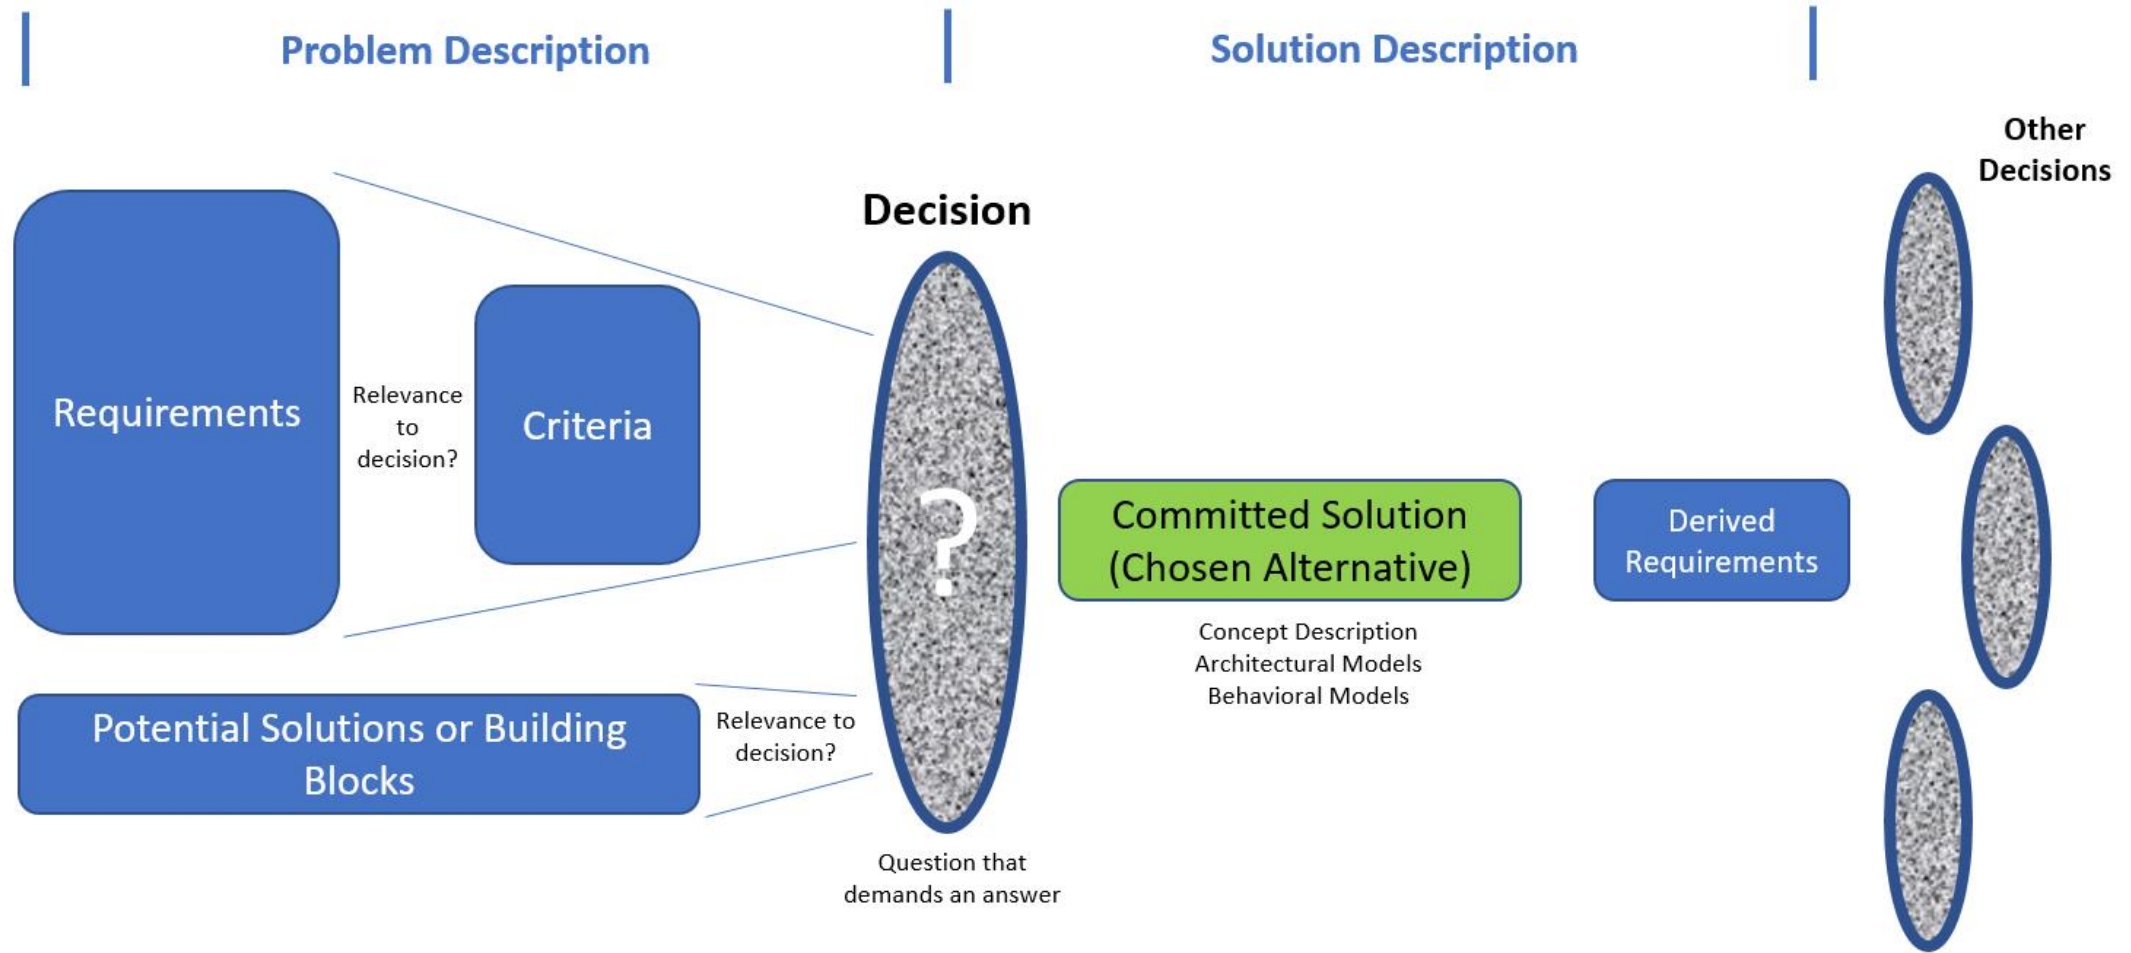 Problem Description
Solution Description
Other
Decisions
Decision
Requirements
Relevance
to
decision?
Criteria
?
Committed Solution
(Chosen Alternative)
Derived
Requirements
Concept Description
Architectural Models
Behavioral Models
Potential Solutions or Building
Blocks
Relevance to
decision?
Question that
demands an answer